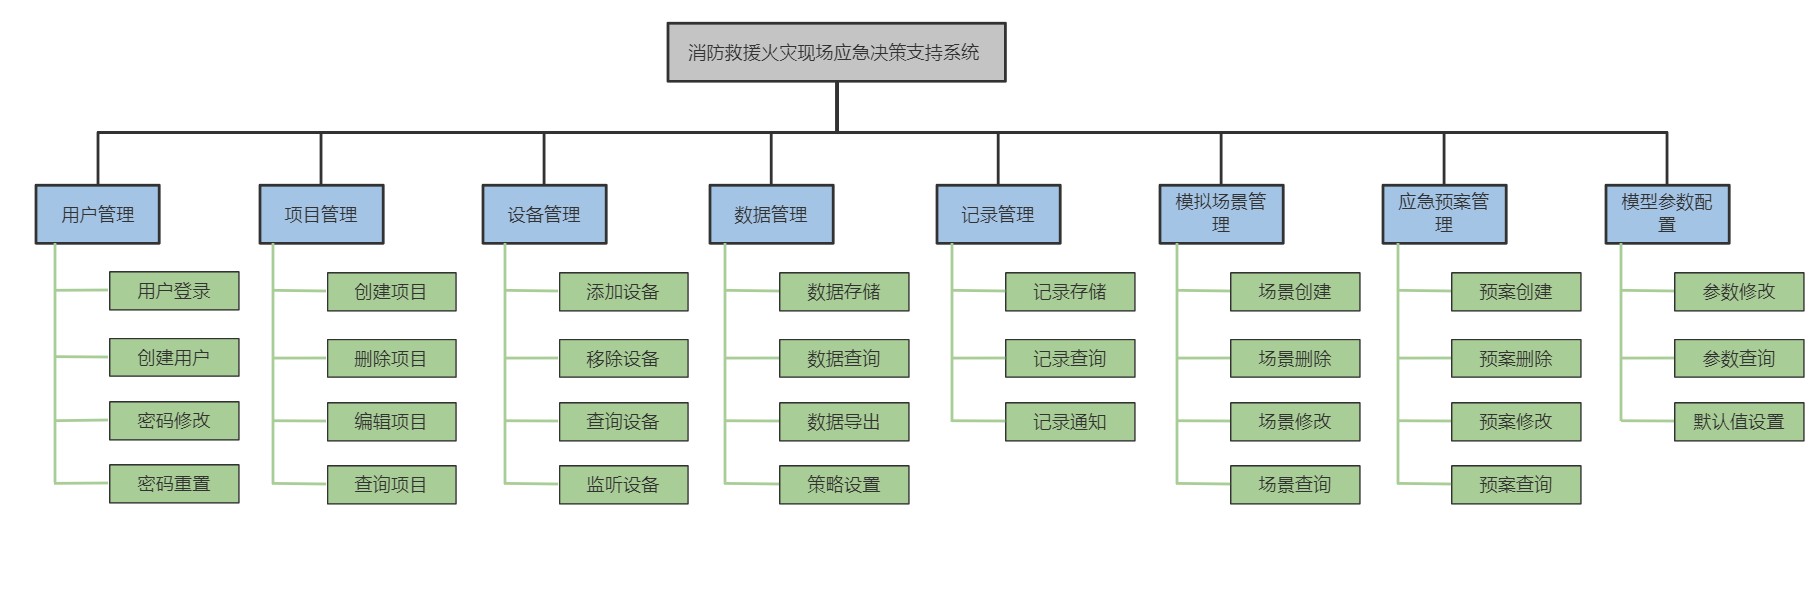 消防救援火灾现场应急决策支持系统
用户管理
项目管理
设备管理
数据管理
记录管理
模拟场景管
理
应急预案管
理
模型参数配
置
用户登录
创建项目
添加设备
数据存储
记录存储
场景创建
预案创建
参数修改
创建用户
删除项目
移除设备
数据查询
记录查询
场景删除
预案删除
参数查询
密码修改
编辑项目
查询设备
数据导出
记录通知
场景修改
预案修改
默认值设置
密码重置
查询项目
监听设备
策略设置
场景查询
预案查询